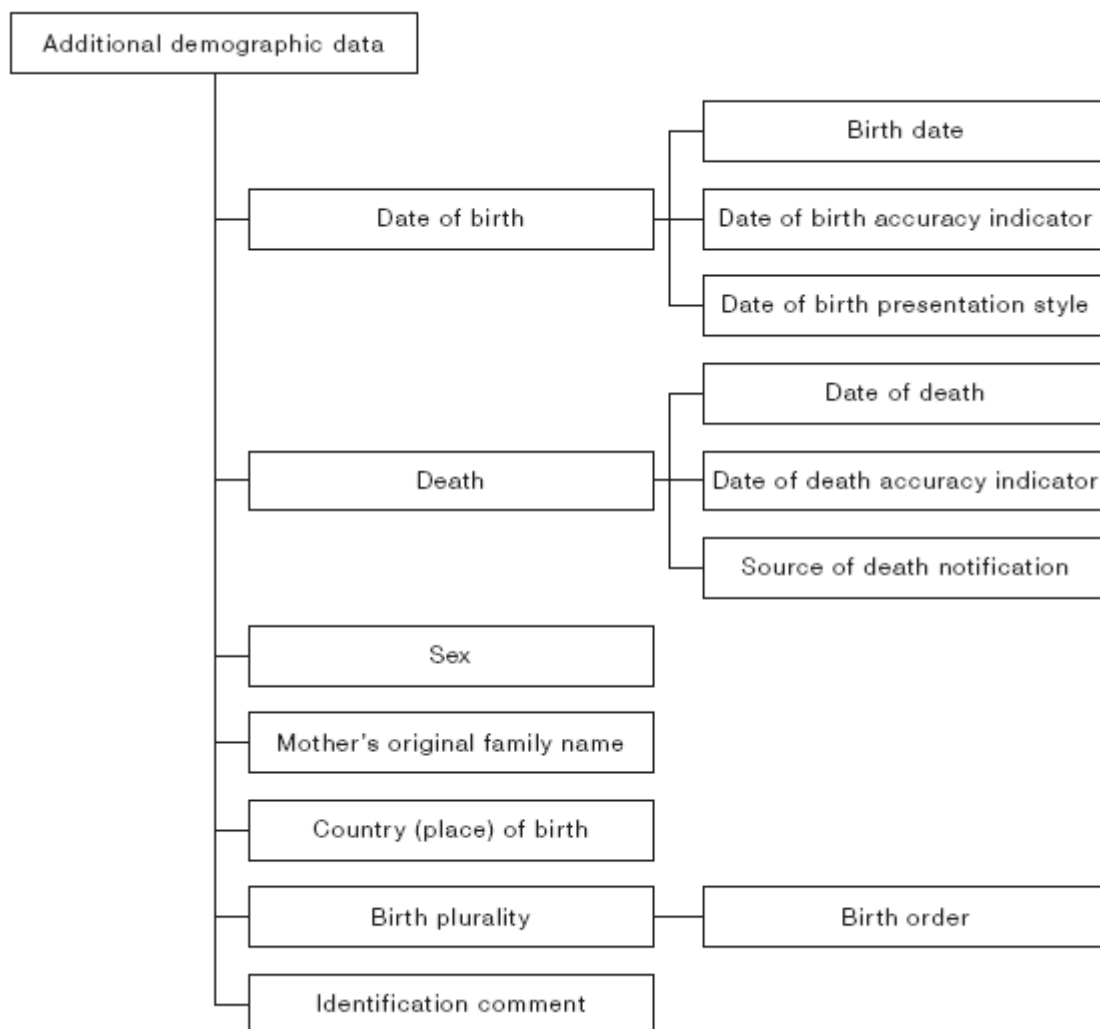 Additional demographic data
Birth date
Date of birth
Date of birth accuracy indicator
Date of birth presentation style
Date of death
Death
Date of death accuracy indicator
Source of death notification
Sex
Mother's original family name
Country (place) of birth
Birth plurality
Birth order
Identification comment